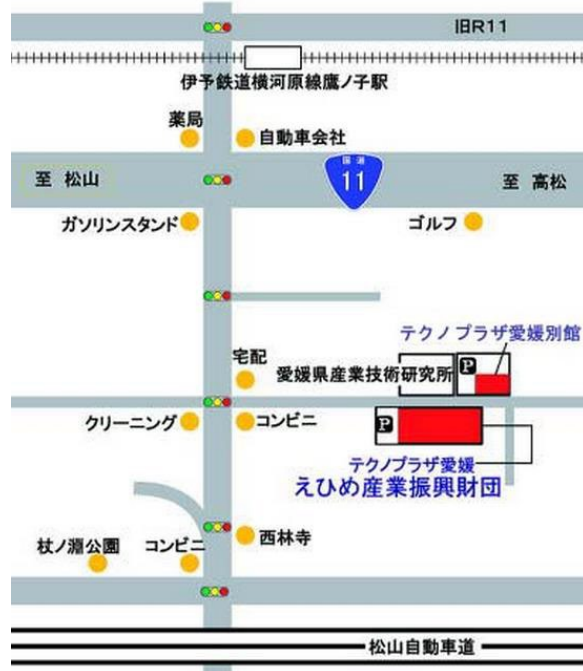 旧R11
伊予鉄道横河原線鷹ノ子駅
薬局
自動車会社
至 松山
国道
11
至 高松
ガソリンスタンド
ゴルフ
テクノプラザ愛媛別館
宅配
愛媛県産業技術研究所
P
クリーニング
コンビニ
P
テクノプラザ愛媛
えひめ産業振興財団
杖ノ淵公園
コンビニ
西林寺
松山自動車道